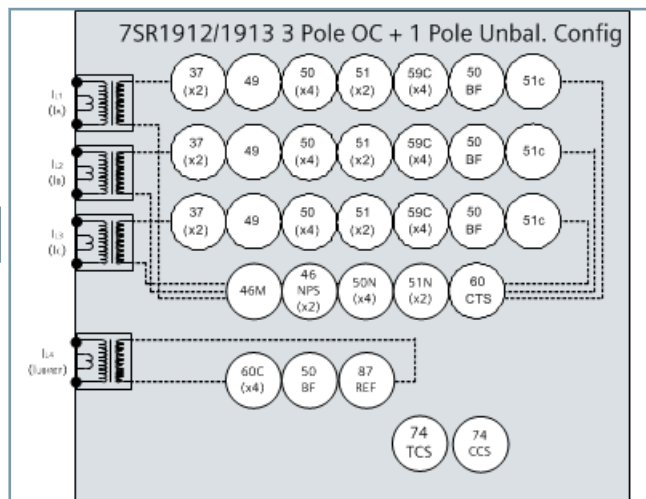 7SR1912/1913 3 Pole OC + 1 Pole Unbal. Config
IL1
(IA)
37
(x2)
49
50
(x4)
51
(x2)
59C
(x4)
50
BF
51c
IL2
(IB)
37
(x2)
49
50
(x4)
51
(x2)
59C
(x4)
50
BF
51c
IL3
(IC)
37
(x2)
49
50
(x4)
51
(x2)
59C
(x4)
50
BF
51c
46M
46
NPS
(x2)
50N
(x4)
51N
(x2)
60
CTS
IL4
60C
(x4)
50
BF
87
REF
74
TCS
74
CCS